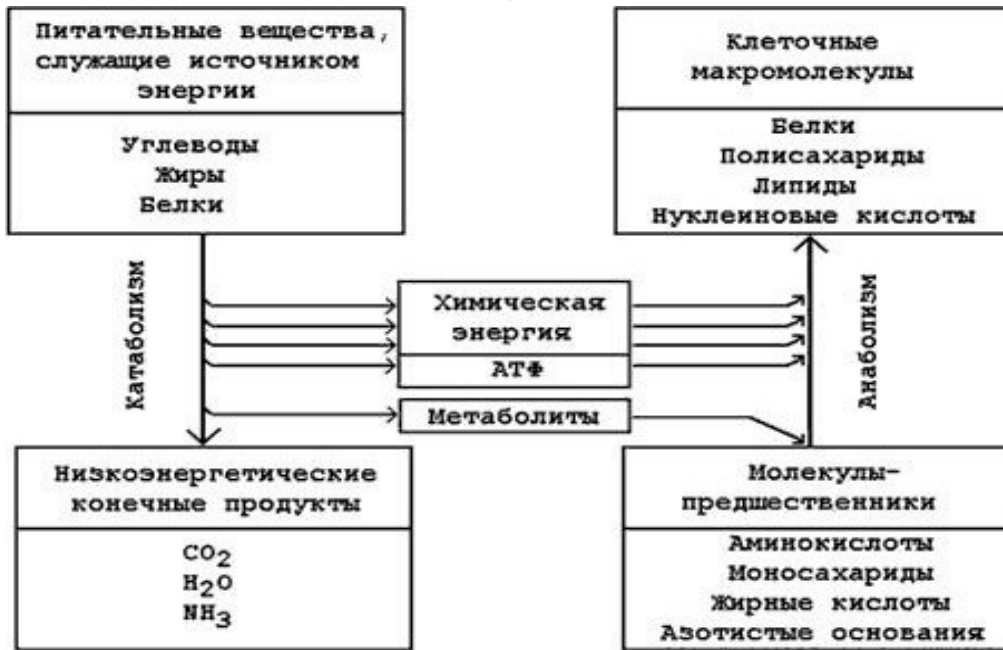 Питательные вещества,
служащие источником
энергии
Углеводы
Жиры
Белки
Клеточные
макромолекулы
Белки
Полисахариды
Липиды
Нуклеиновые кислоты
Катаболизм
Химическая
энергия
АТФ
Метаболиты
Анаболизм
Низкоэнергетические
конечные продукты
CO2
H2O
NH3
Молекулы-
предшественники
Аминокислоты
Моносахариды
Жирные кислоты
Азотистые основания